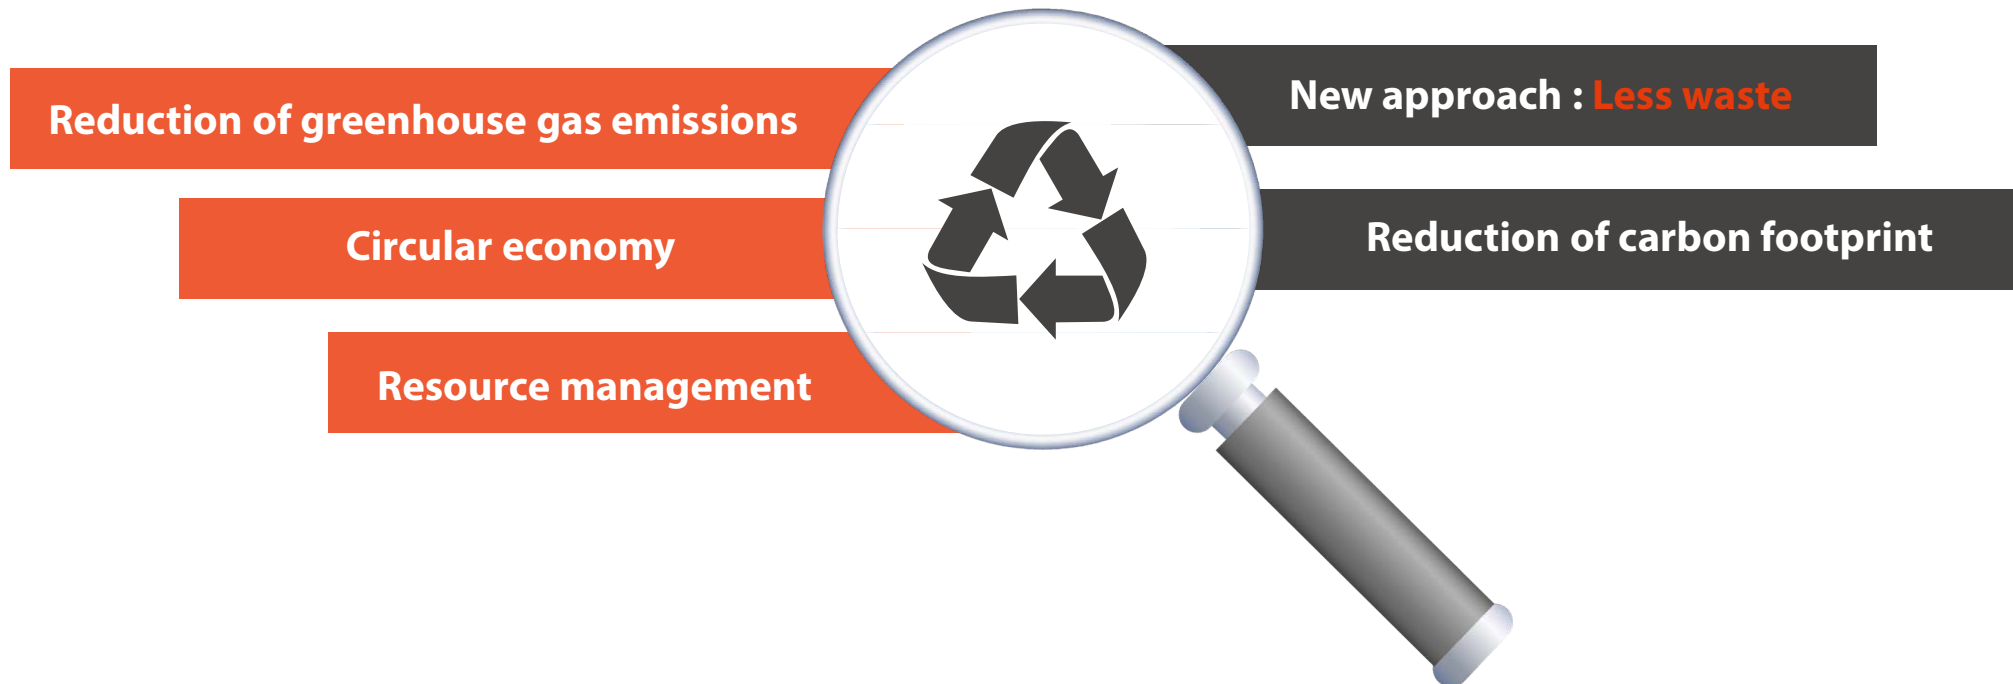 Reduction of greenhouse gas emissions
Circular economy
Resource management
New approach : Less waste
Reduction of carbon footprint